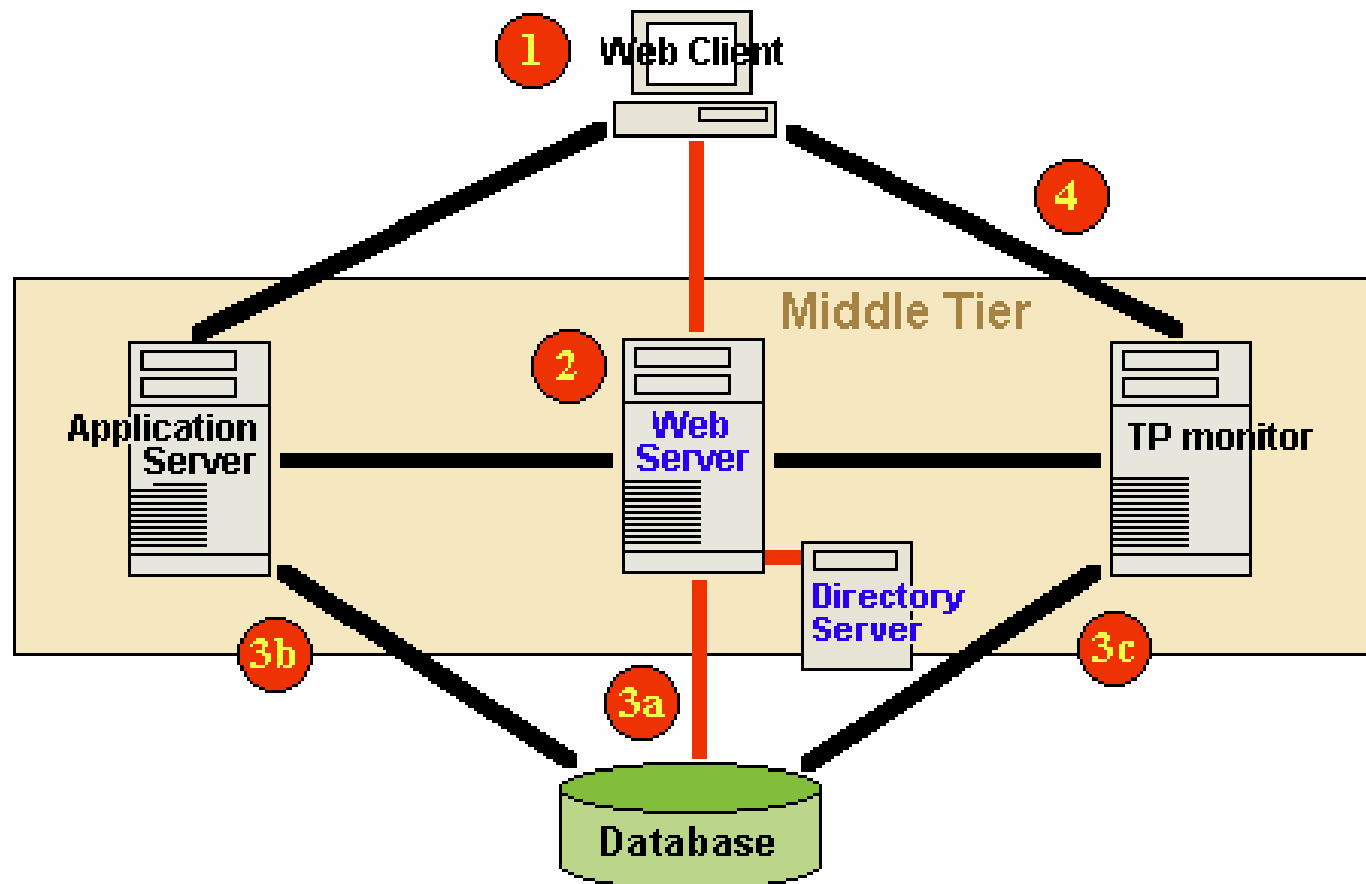 1
Web Client
4
Middle Tier
2
Application
Server
Web
Server
TP monitor
Directory
Server
3b
3a
3c
Database